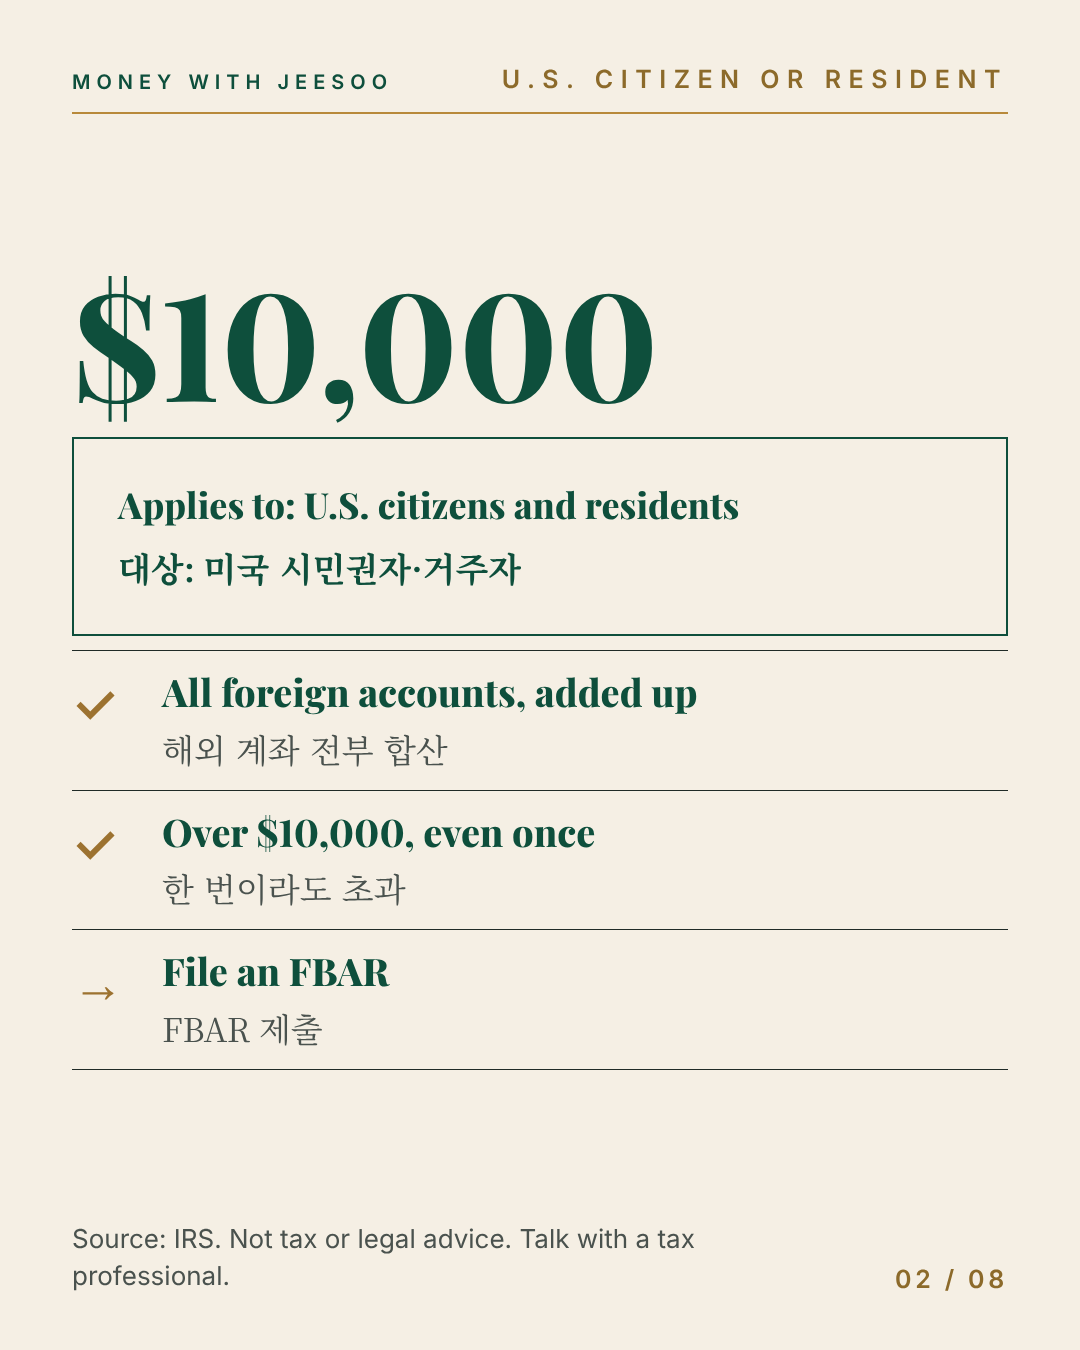 MONEY WITH JEESOO
U.S. CITIZEN OR RESIDENT
$10,000
Applies to: U.S. citizens and residents
대상: 미국 시민권자·거주자
All foreign accounts, added up
해외 계좌 전부 합산
Over $10,000, even once
한 번이라도 초과
→ File an FBAR
FBAR 제출
Source: IRS. Not tax or legal advice. Talk with a tax
professional.
02 / 08